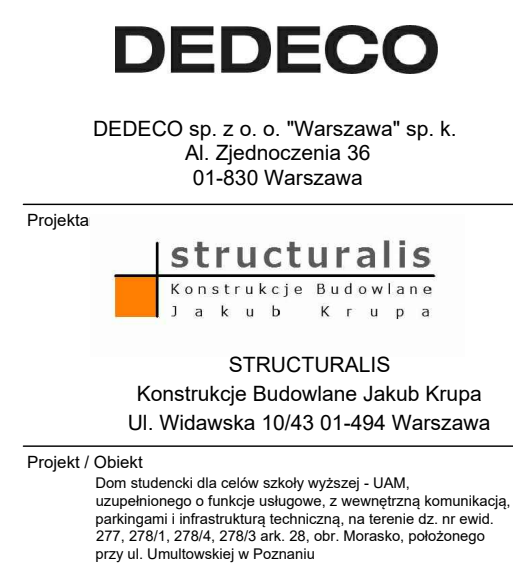 DEDECO
DEDECO sp. z o. o. "Warszawa" sp. k.
Al. Zjednoczenia 36
01-830 Warszawa
Projekta
structuralis
Konstrukcje Budowlane
Jakub Krupa
STRUCTURALIS
Konstrukcje Budowlane Jakub Krupa
Ul. Widawska 10/43 01-494 Warszawa
Projekt / Obiekt
Dom studencki dla celów szkoły wyższej - UAM,
uzupełnionego o funkcje usługowe, z wewnętrzną komunikacją,
parkingami i infrastrukturą techniczną, na terenie dz. nr ewid.
277, 278/1, 278/4, 278/3 ark. 28, obr. Morasko, położonego
przy ul. Umultowskiej w Poznaniu